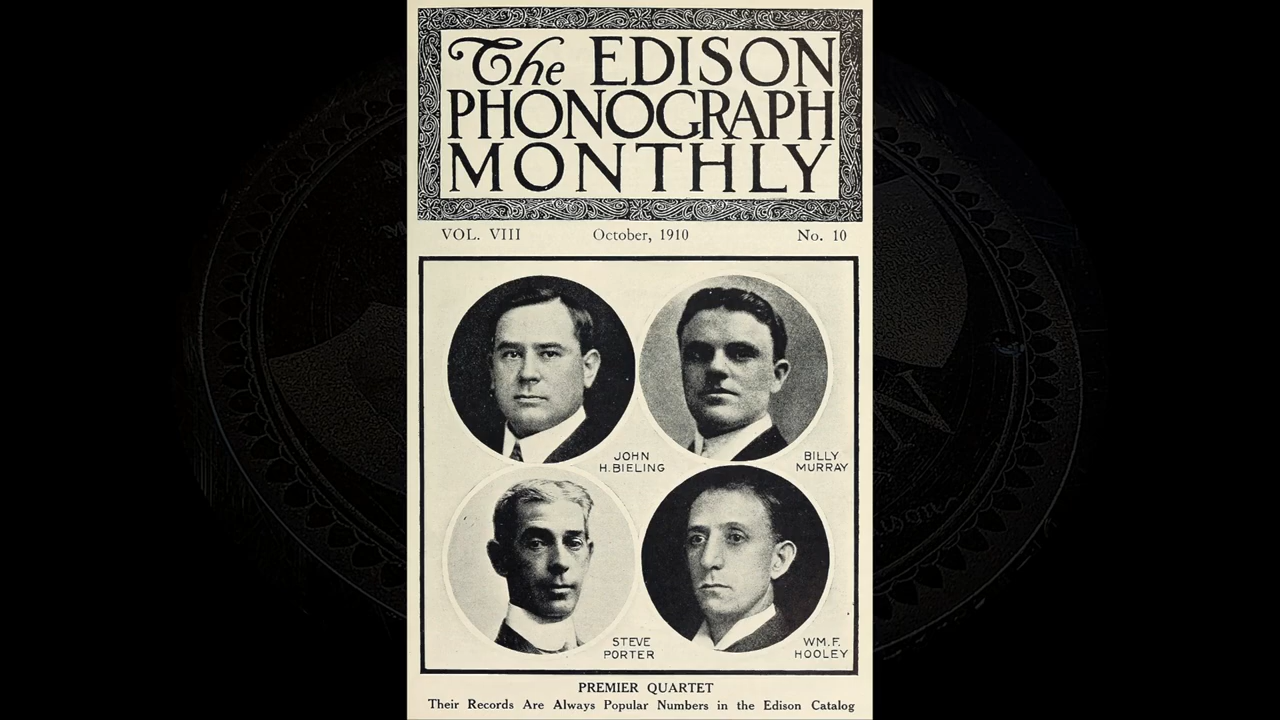 The EDISON
PHONOGRAPH
MONTHLY
VOL. VIII October, 1910 No. 10
JOHN
H. BIELING
BILLY
MURRAY
STEVE
PORTER
WM. F.
HOOLEY
PREMIER QUARTET
Their Records Are Always Popular Numbers in the Edison Catalog